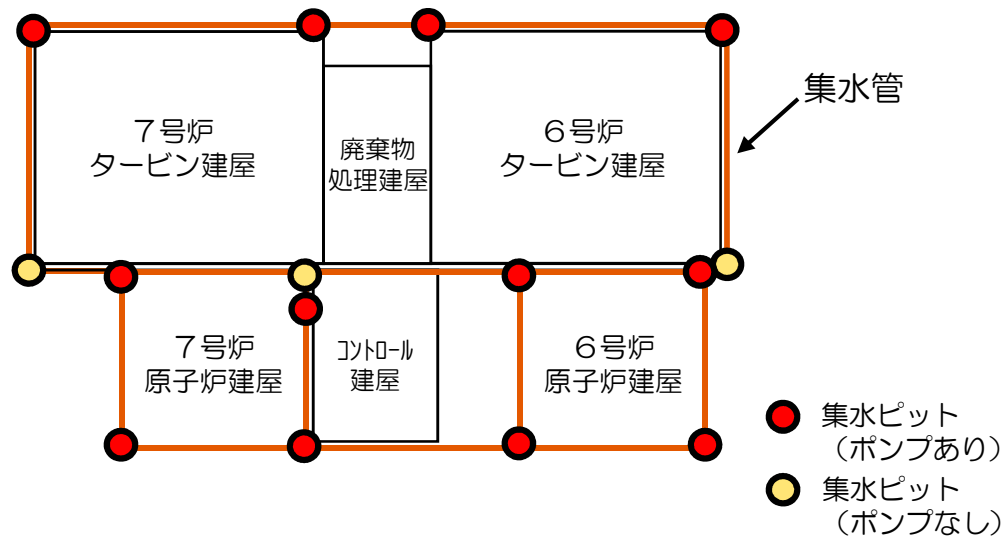 集水管
７号炉
タービン建屋
廃棄物
処理建屋
６号炉
タービン建屋
７号炉
原子炉建屋
ｺﾝﾄﾛｰﾙ
建屋
６号炉
原子炉建屋
集水ピット
（ポンプあり）
集水ピット
（ポンプなし）